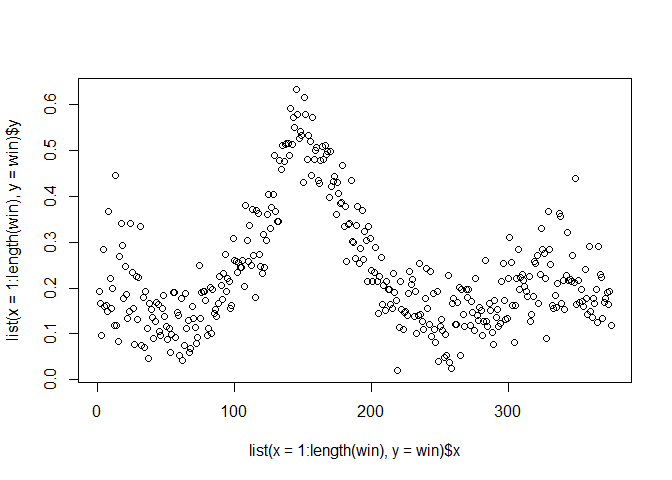 list(x = 1:length(win), y = win)$y
0.6
0.5
0.4
0.3
0.2
0.1
0.0
0 100 200 300
list(x = 1:length(win), y = win)$x